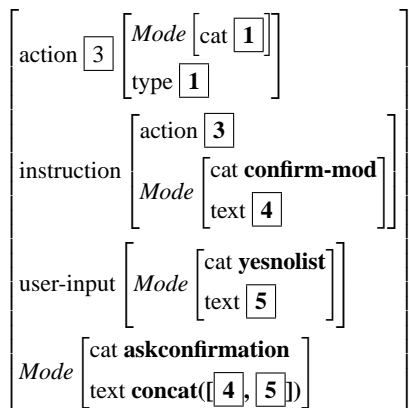 action 3 Mode cat 1
type 1
instruction action 3
Mode cat confirm-mod
text 4
user-input Mode cat yesnolist
text 5
Mode cat askconfirmation
text concat([ 4 , 5 ])